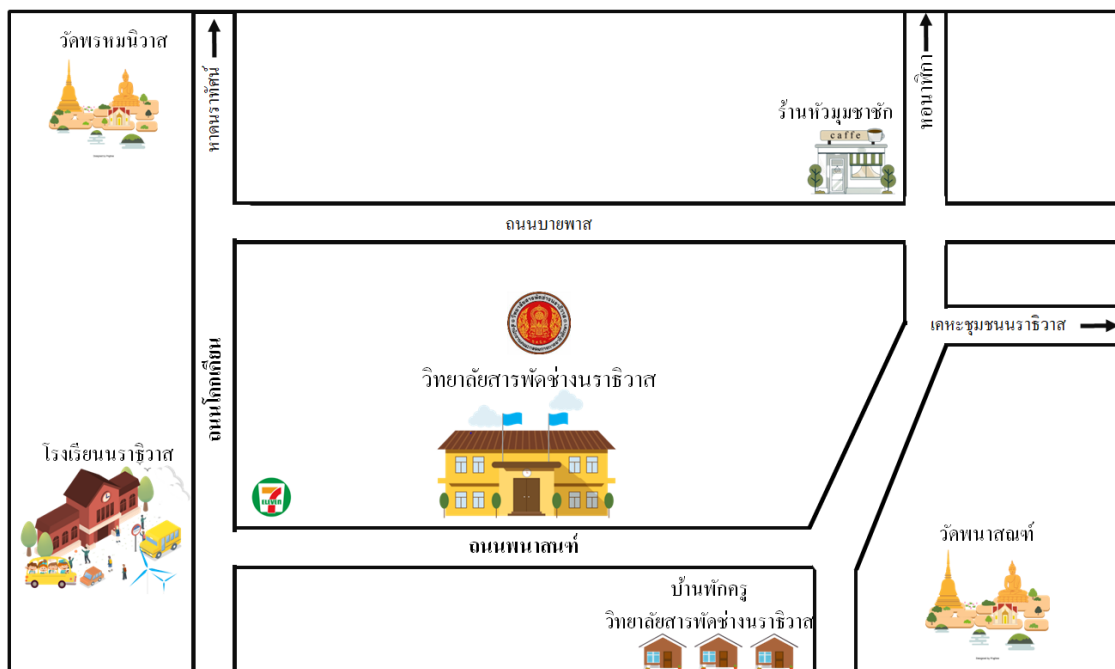 วัดพรหมนิวาส
หาดนราทัศน์
หอนาฬิกา
ร้านหัวมุมชาชัก
caffe
ถนนบายพาส
เคหะชุมชนนราธิวาส
วิทยาลัยสารพัดช่างนราธิวาส
ถนนโคกเคียน
โรงเรียนนราธิวาส
7
ELEVEN
ถนนพนาสนฑ์
วัดพนาสณฑ์
บ้านพักครู
วิทยาลัยสารพัดช่างนราธิวาส